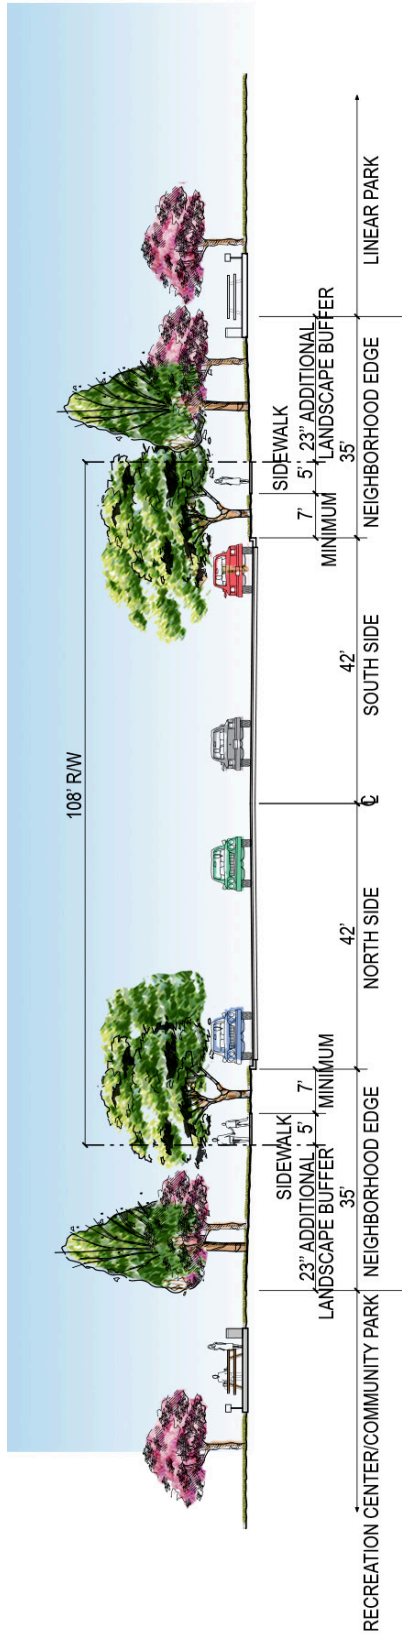 108' R/W
SIDEWALK
23" ADDITIONAL
5'
7'
LANDSCAPE BUFFER
MINIMUM
35'
42'
42'
SIDEWALK
7'
5'
23" ADDITIONAL
MINIMUM
LANDSCAPE BUFFER
35'
RECREATION CENTER/COMMUNITY PARK
NEIGHBORHOOD EDGE
NORTH SIDE
CL
SOUTH SIDE
NEIGHBORHOOD EDGE
LINEAR PARK